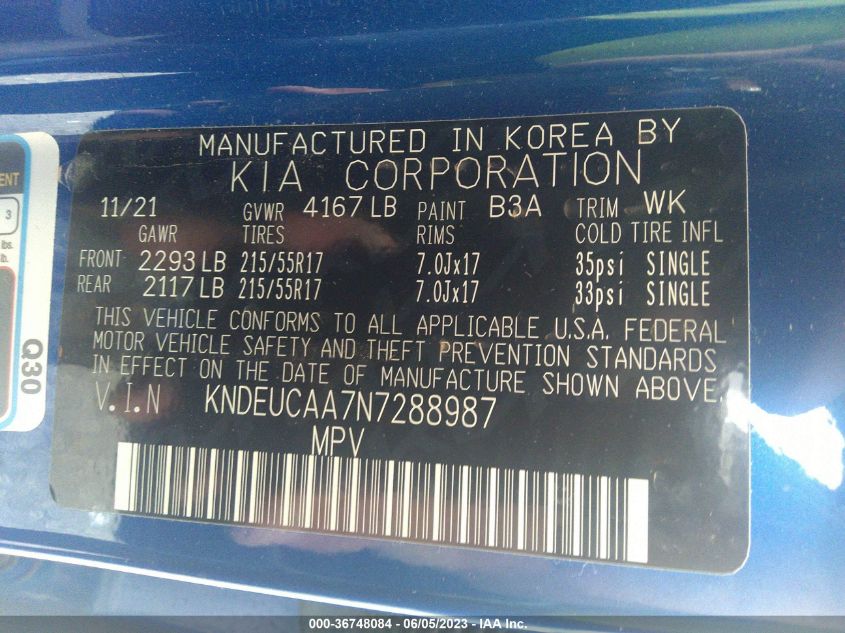 MANUFACTURED IN KOREA BY
KIA CORPORATION
11/21 GVWR 4167 LB PAINT B3A TRIM WK
GAWR TIRES RIMS COLD TIRE INFL
FRONT 2293 LB 215/55R17 7.0Jx17 35psi SINGLE
REAR 2117 LB 215/55R17 7.0Jx17 33psi SINGLE
THIS VEHICLE CONFORMS TO ALL APPLICABLE U.S.A. FEDERAL
MOTOR VEHICLE SAFETY AND THEFT PREVENTION STANDARDS
IN EFFECT ON THE DATE OF MANUFACTURE SHOWN ABOVE.
V.I.N KNDEUCAA7N7288987
MPV
ENT
3
lbs.
Q30
000-36748084 - 06/05/2023 - IAA Inc.